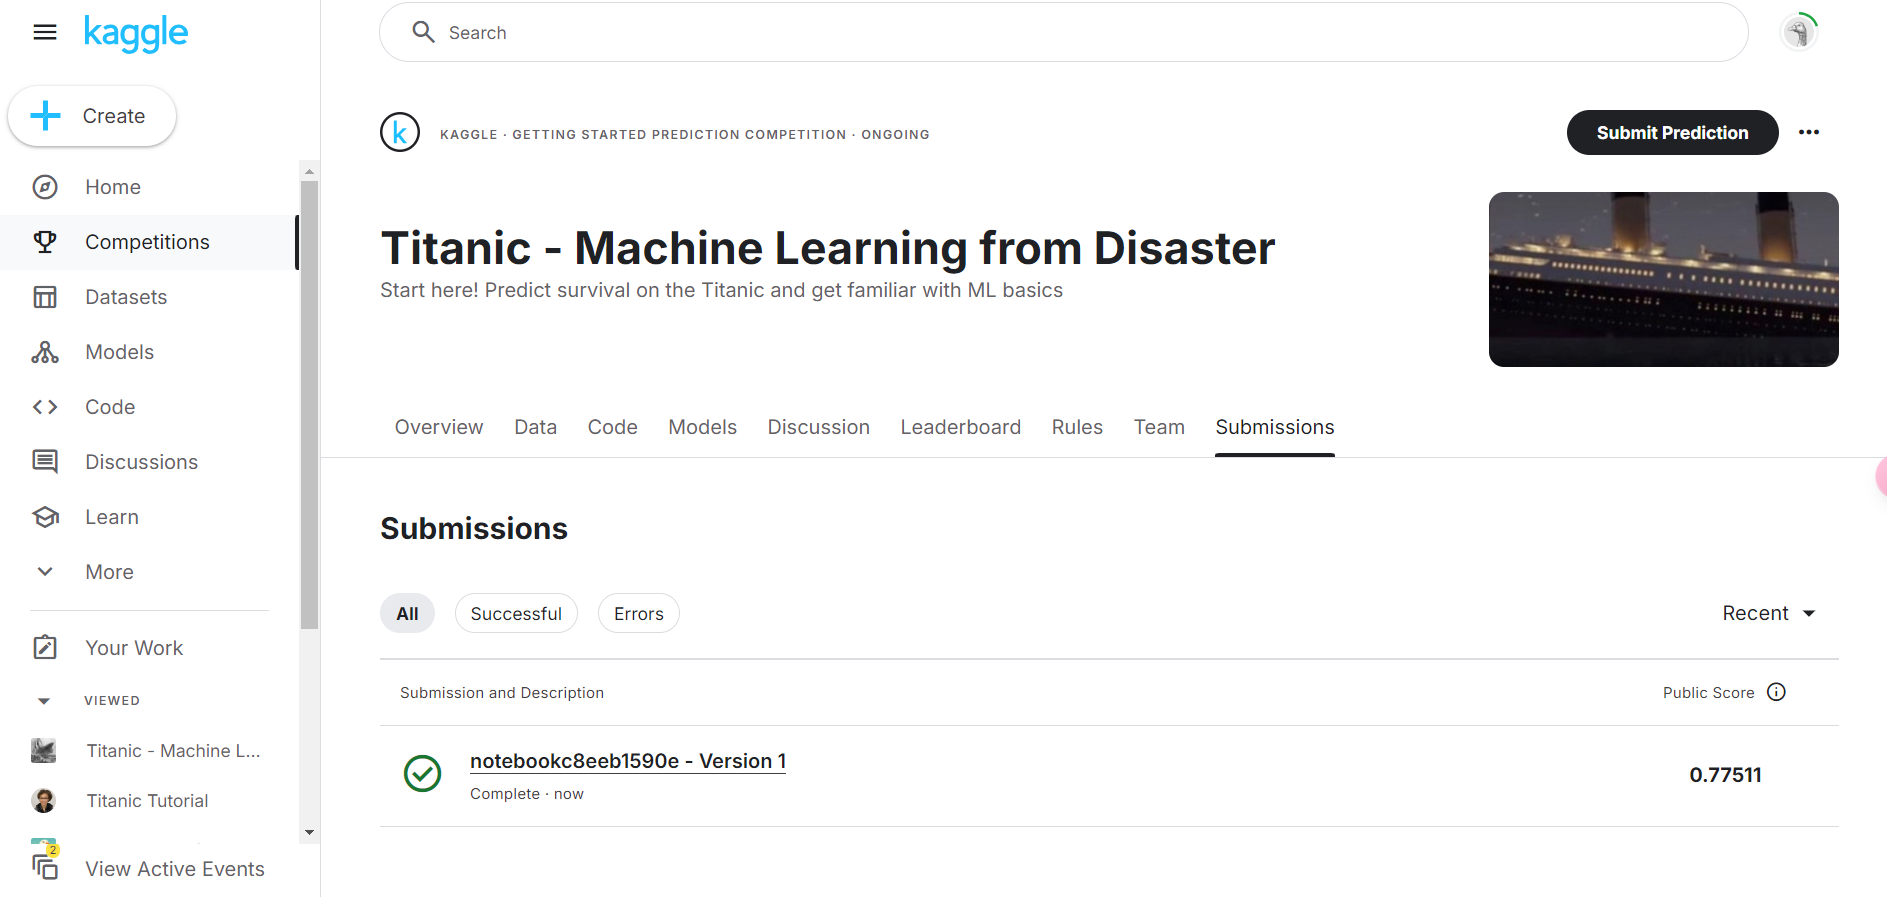 kaggle
Search
Create
Home
Competitions
Datasets
Models
Code
Discussions
Learn
More
Your Work
VIEWED
Titanic - Machine L...
Titanic Tutorial
2
View Active Events
k
KAGGLE · GETTING STARTED PREDICTION COMPETITION · ONGOING
Submit Prediction
Titanic - Machine Learning from Disaster
Start here! Predict survival on the Titanic and get familiar with ML basics
Overview Data Code Models Discussion Leaderboard Rules Team Submissions
Submissions
All Successful Errors Recent
Submission and Description Public Score
notebookc8eeb1590e - Version 1
Complete · now
0.77511